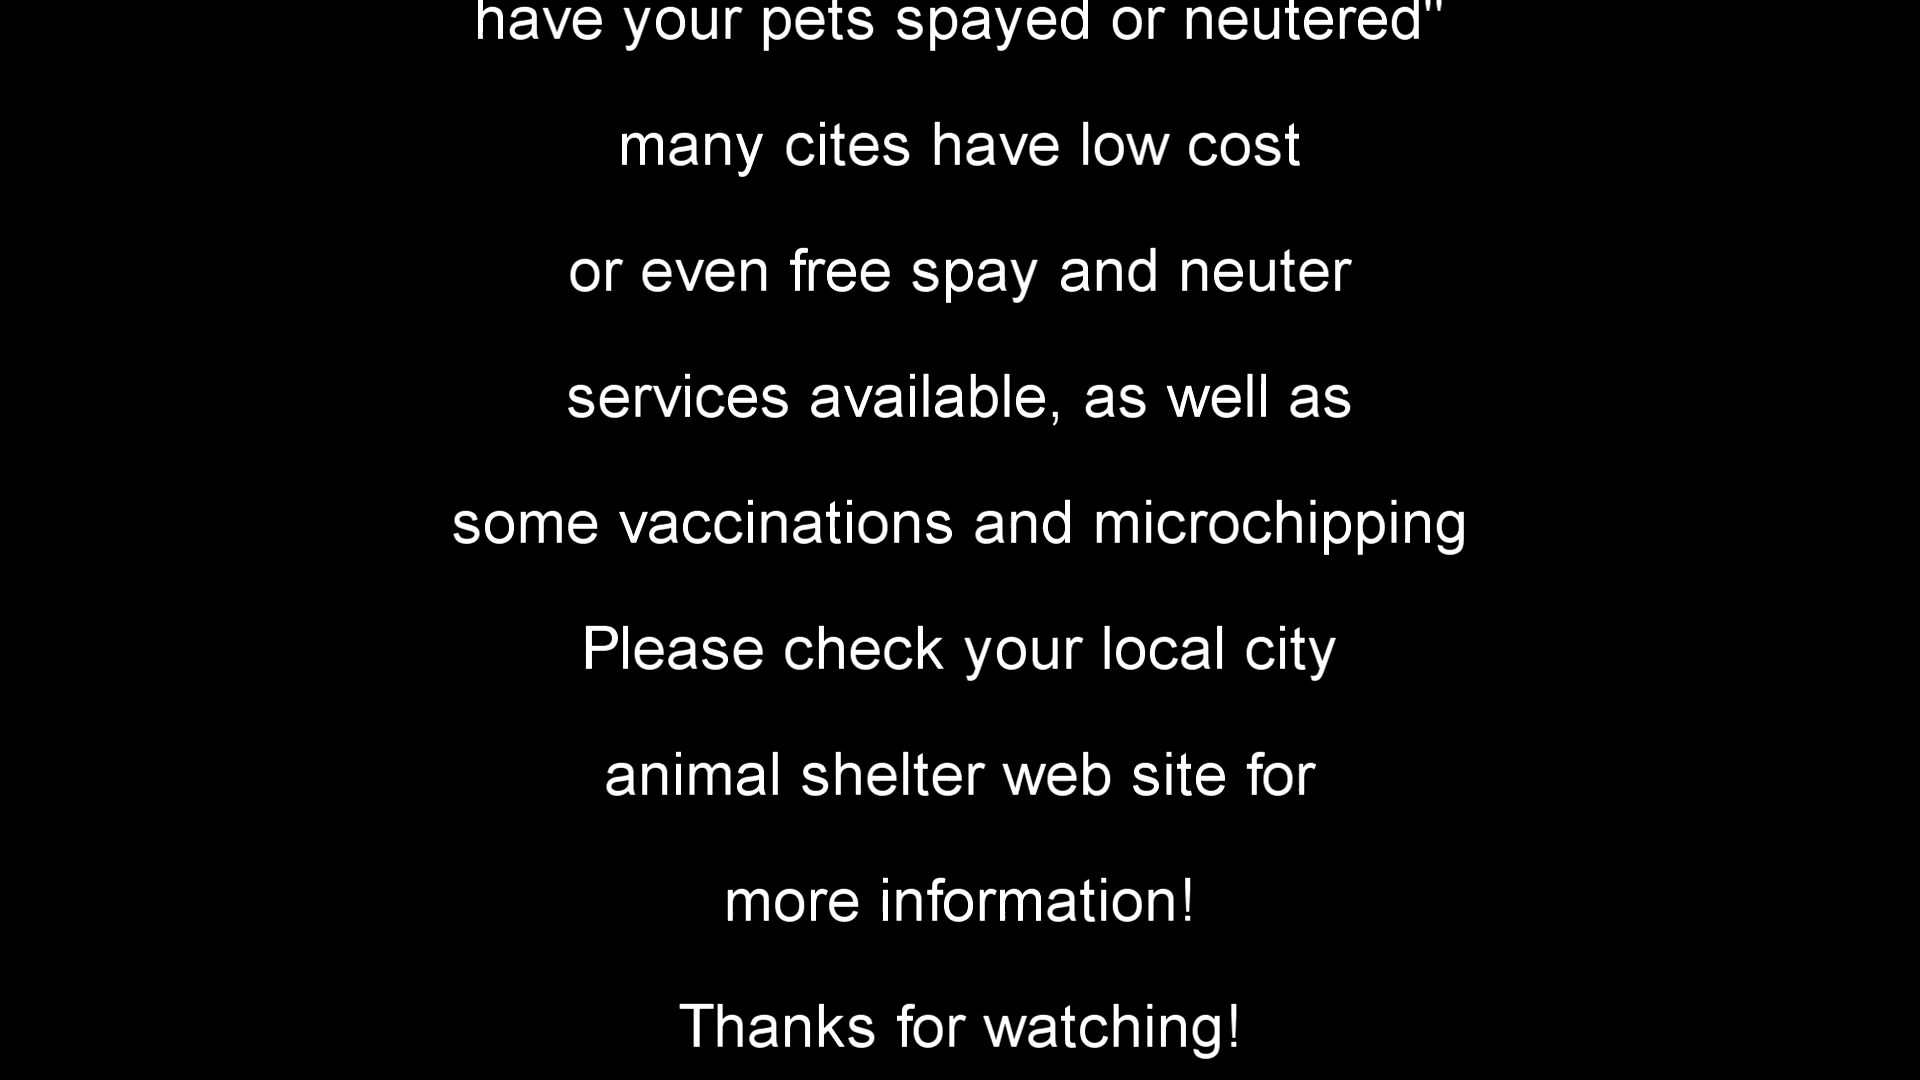 have your pets spayed or neutered"
many cites have low cost
or even free spay and neuter
services available, as well as
some vaccinations and microchipping
Please check your local city
animal shelter web site for
more information!
Thanks for watching!